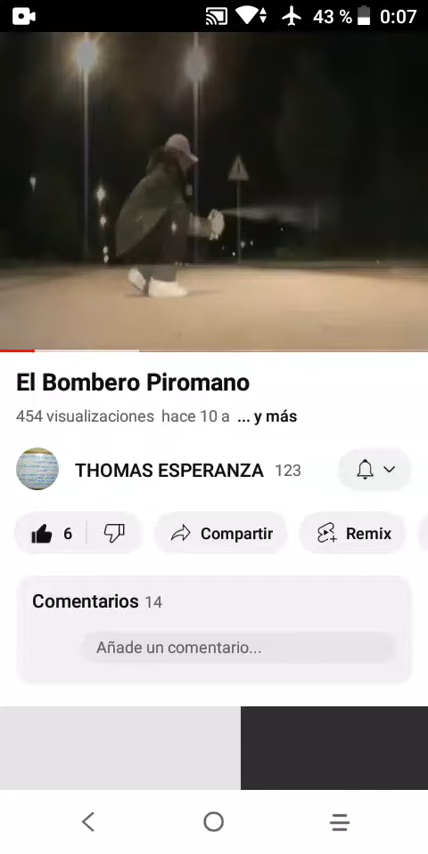 43 % 0:07
El Bombero Piromano
454 visualizaciones hace 10 a ... y más
THOMAS ESPERANZA 123
6 Compartir Remix
Comentarios 14
Añade un comentario...